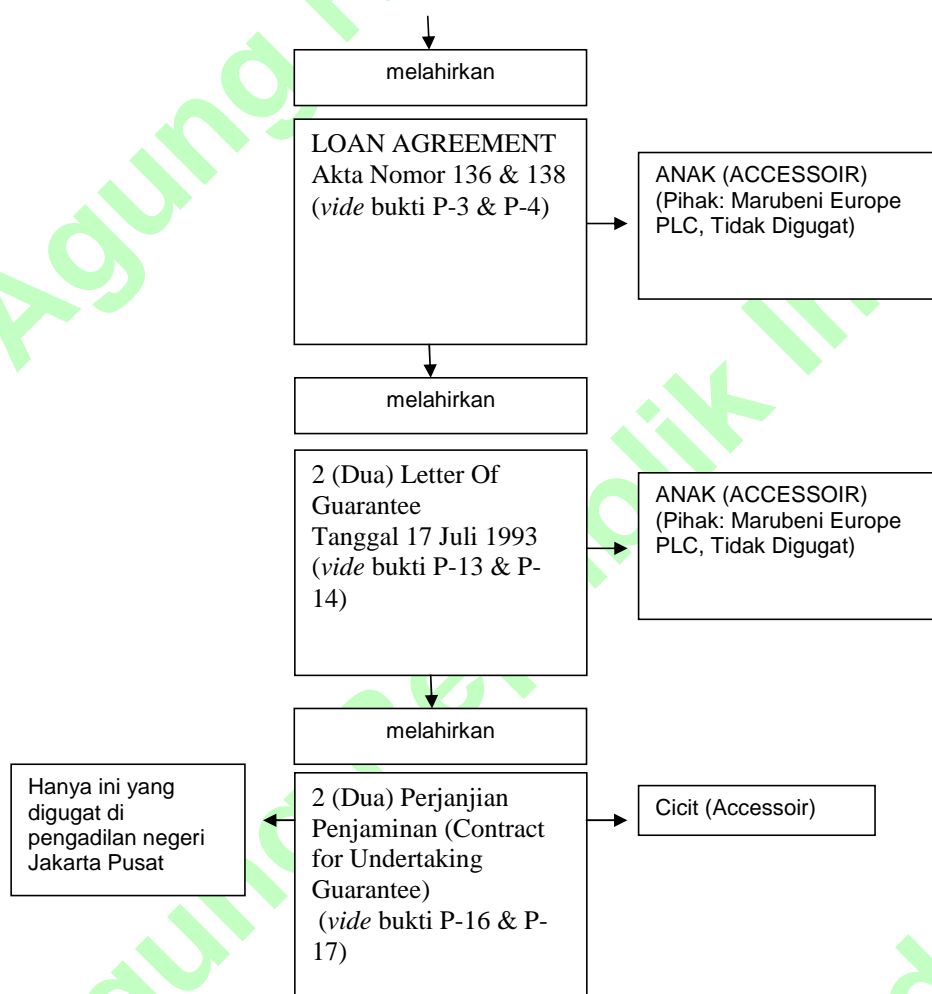 melahirkan
LOAN AGREEMENT
Akta Nomor 136 & 138
(vide bukti P-3 & P-4)
ANAK (ACCESSOIR)
(Pihak: Marubeni Europe
PLC, Tidak Digugat)
melahirkan
2 (Dua) Letter Of
Guarantee
Tanggal 17 Juli 1993
(vide bukti P-13 & P-
14)
ANAK (ACCESSOIR)
(Pihak: Marubeni Europe
PLC, Tidak Digugat)
melahirkan
Hanya ini yang
digugat di
pengadilan negeri
Jakarta Pusat
2 (Dua) Perjanjian
Penjaminan (Contract
for Undertaking
Guarantee)
(vide bukti P-16 & P-
17)
Cicit (Accessoir)
Agung